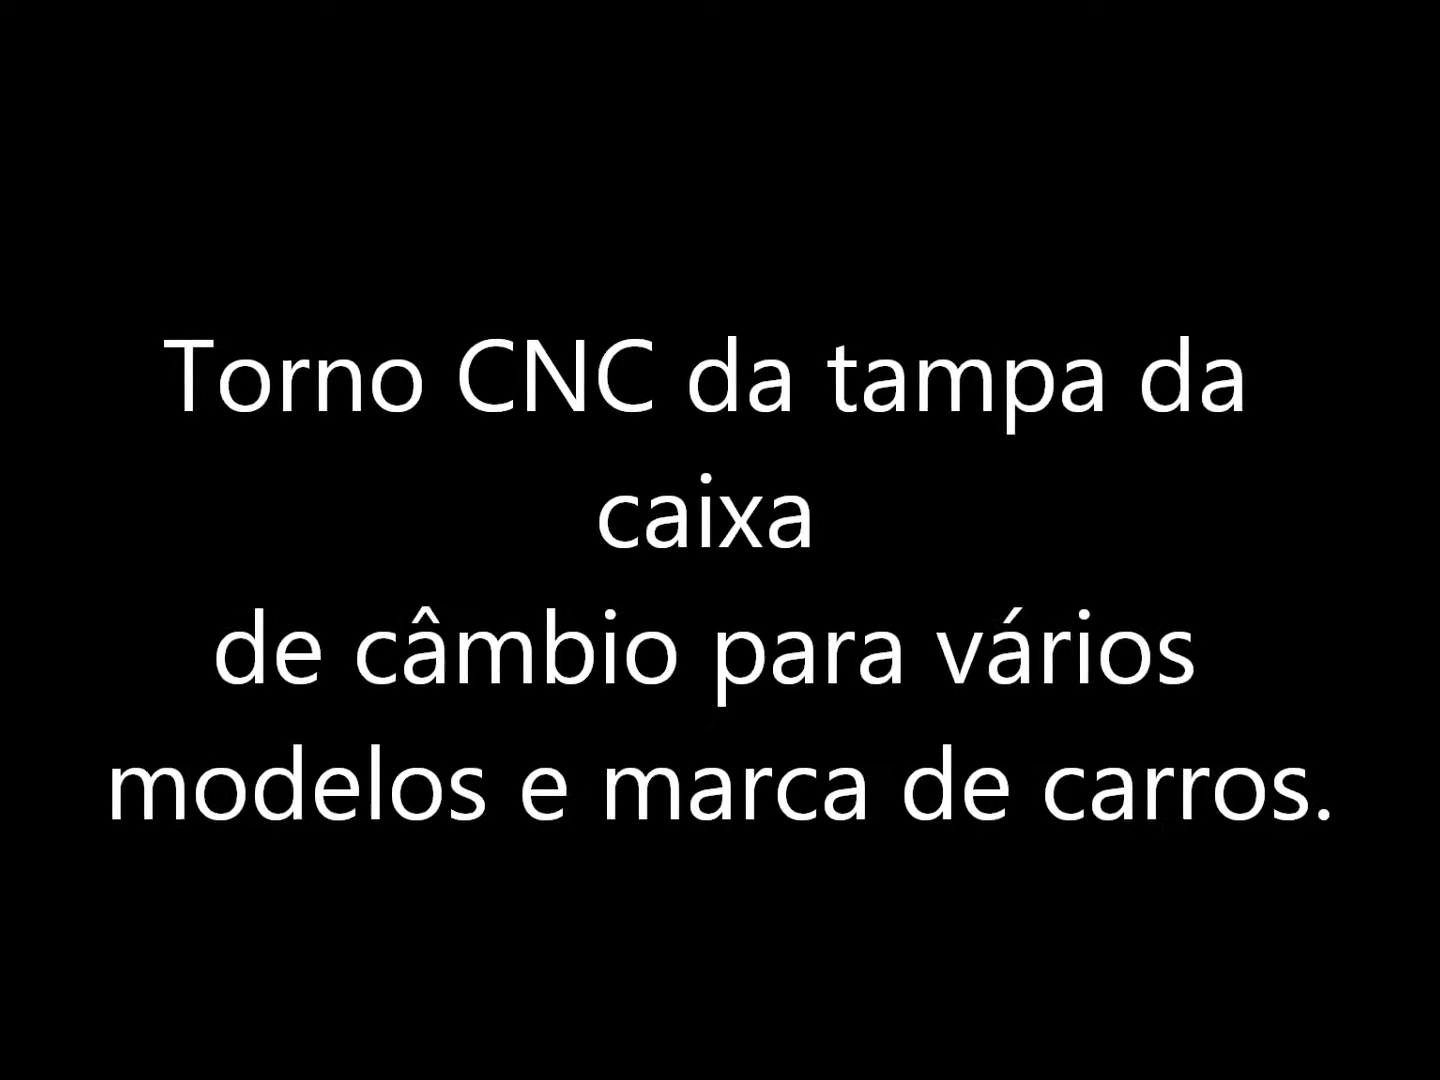 Torno CNC da tampa da
caixa
de câmbio para vários
modelos e marca de carros.